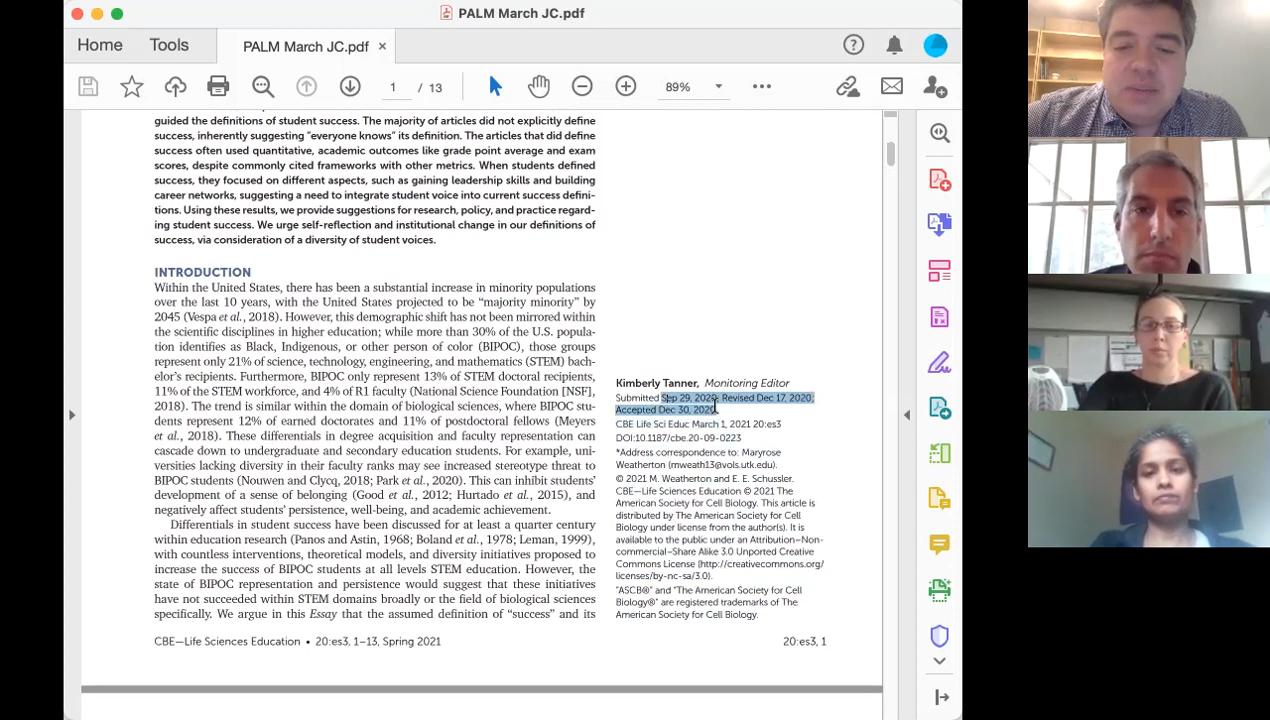 PALM March JC.pdf
Home
Tools
PALM March JC.pdf ×
1 / 13
89%
guided the definitions of student success. The majority of articles did not explicitly define
success, inherently suggesting “everyone knows” its definition. The articles that did define
success often used quantitative, academic outcomes like grade point average and exam
scores, despite commonly cited frameworks with other metrics. When students defined
success, they focused on different aspects, such as gaining leadership skills and building
career networks, suggesting a need to integrate student voice into current success defini-
tions. Using these results, we provide suggestions for research, policy, and practice regard-
ing student success. We urge self-reflection and institutional change in our definitions of
success, via consideration of a diversity of student voices.
INTRODUCTION
Within the United States, there has been a substantial increase in minority populations
over the last 10 years, with the United States projected to be “majority minority” by
2045 (Vespa et al., 2018). However, this demographic shift has not been mirrored within
the scientific disciplines in higher education; while more than 30% of the U.S. popula-
tion identifies as Black, Indigenous, or other person of color (BIPOC), those groups
represent only 21% of science, technology, engineering, and mathematics (STEM) bach-
elor’s recipients. Furthermore, BIPOC only represent 13% of STEM doctoral recipients,
11% of the STEM workforce, and 4% of R1 faculty (National Science Foundation [NSF],
2018). The trend is similar within the domain of biological sciences, where BIPOC stu-
dents represent 12% of earned doctorates and 11% of postdoctoral fellows (Meyers
et al., 2018). These differentials in degree acquisition and faculty representation can
cascade down to undergraduate and secondary education students. For example, uni-
versities lacking diversity in their faculty ranks may see increased stereotype threat to
BIPOC students (Nouwen and Clycq, 2018; Park et al., 2020). This can inhibit students’
development of a sense of belonging (Good et al., 2012; Hurtado et al., 2015), and
negatively affect students’ persistence, well-being, and academic achievement.
Differentials in student success have been discussed for at least a quarter century
within education research (Panos and Astin, 1968; Boland et al., 1978; Leman, 1999),
with countless interventions, theoretical models, and diversity initiatives proposed to
increase the success of BIPOC students at all levels STEM education. However, the
state of BIPOC representation and persistence would suggest that these initiatives
have not succeeded within STEM domains broadly or the field of biological sciences
specifically. We argue in this Essay that the assumed definition of “success” and its
Kimberly Tanner, Monitoring Editor
Submitted Sep 29, 2020; Revised Dec 17, 2020;
Accepted Dec 30, 2020
CBE Life Sci Educ March 1, 2021 20:es3
DOI:10.1187/cbe.20-09-0223
*Address correspondence to: Maryrose
Weatherton (mweath13@vols.utk.edu).
© 2021 M. Weatherton and E. E. Schussler.
CBE—Life Sciences Education © 2021 The
American Society for Cell Biology. This article is
distributed by The American Society for Cell
Biology under license from the author(s). It is
available to the public under an Attribution–Non-
commercial–Share Alike 3.0 Unported Creative
Commons License (http://creativecommons.org/
licenses/by-nc-sa/3.0).
“ASCB®” and “The American Society for Cell
Biology®” are registered trademarks of The
American Society for Cell Biology.
CBE—Life Sciences Education • 20:es3, 1–13, Spring 2021
20:es3, 1